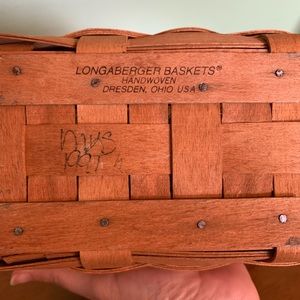 LONGABERGER BASKETS®
HANDWOVEN
DRESDEN, OHIO USA